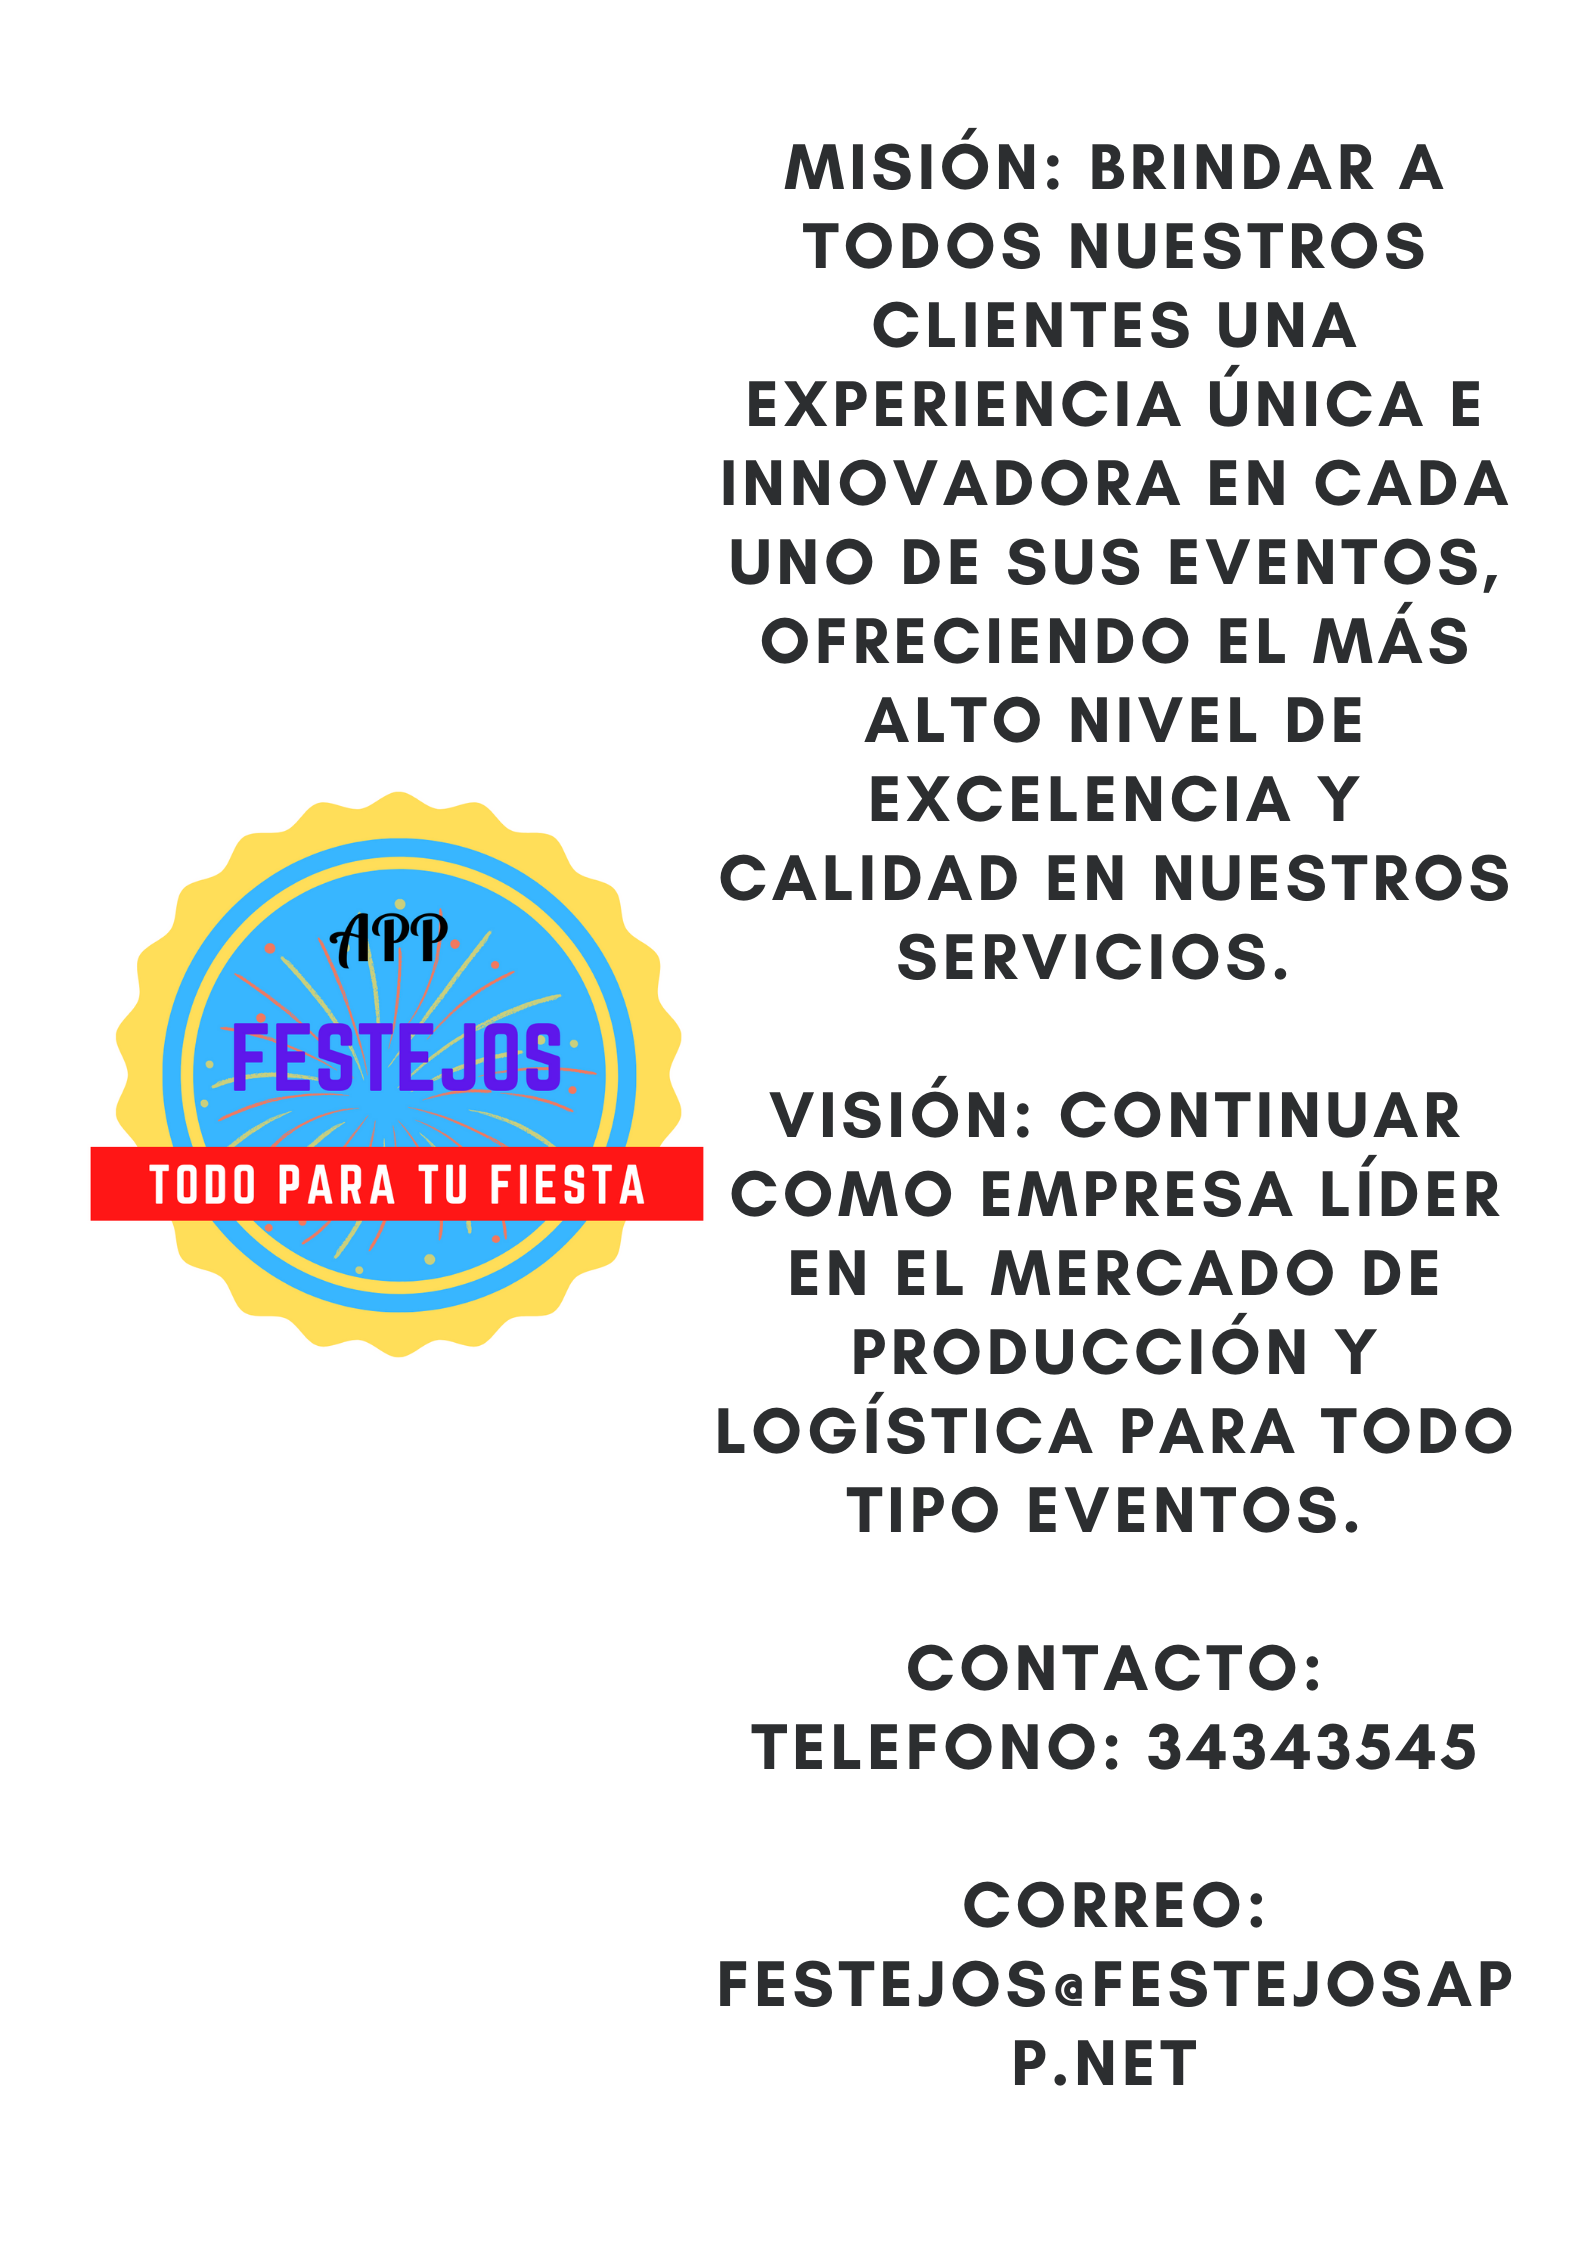 APP
FESTEJOS
TODO PARA TU FIESTA
MISIÓN: BRINDAR A
TODOS NUESTROS
CLIENTES UNA
EXPERIENCIA ÚNICA E
INNOVADORA EN CADA
UNO DE SUS EVENTOS,
OFRECIENDO EL MÁS
ALTO NIVEL DE
EXCELENCIA Y
CALIDAD EN NUESTROS
SERVICIOS.
VISIÓN: CONTINUAR
COMO EMPRESA LÍDER
EN EL MERCADO DE
PRODUCCIÓN Y
LOGÍSTICA PARA TODO
TIPO EVENTOS.
CONTACTO:
TELEFONO: 34343545
CORREO:
FESTEJOS@FESTEJOSAP
P.NET